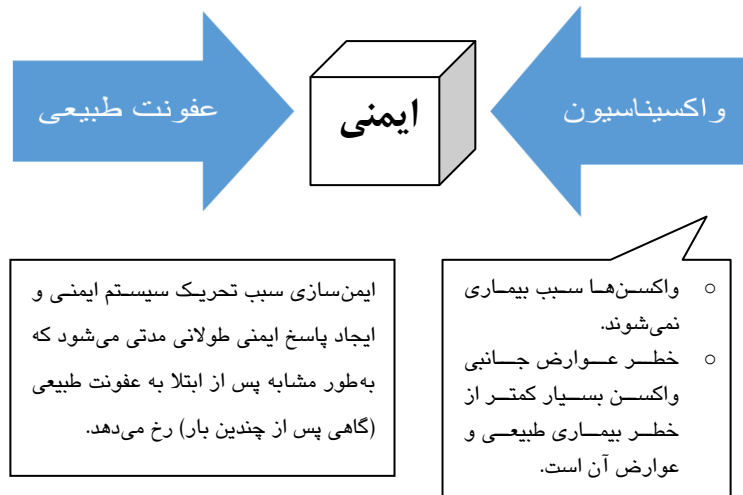 واکسیناسیون
ایمنی
عفونت طبیعی
واکسن‌ها سبب بیماری
نمی‌شوند.
خطر عوارض جانبی
واکسن بسیار کمتر از
خطر بیماری طبیعی و
عوارض آن است.
ایمن‌سازی سبب تحریک سیستم ایمنی و
ایجاد پاسخ ایمنی طولانی مدتی می‌شود که
به‌طور مشابه پس از ابتلا به عفونت طبیعی
(گاهی پس از چندین بار) رخ می‌دهد.